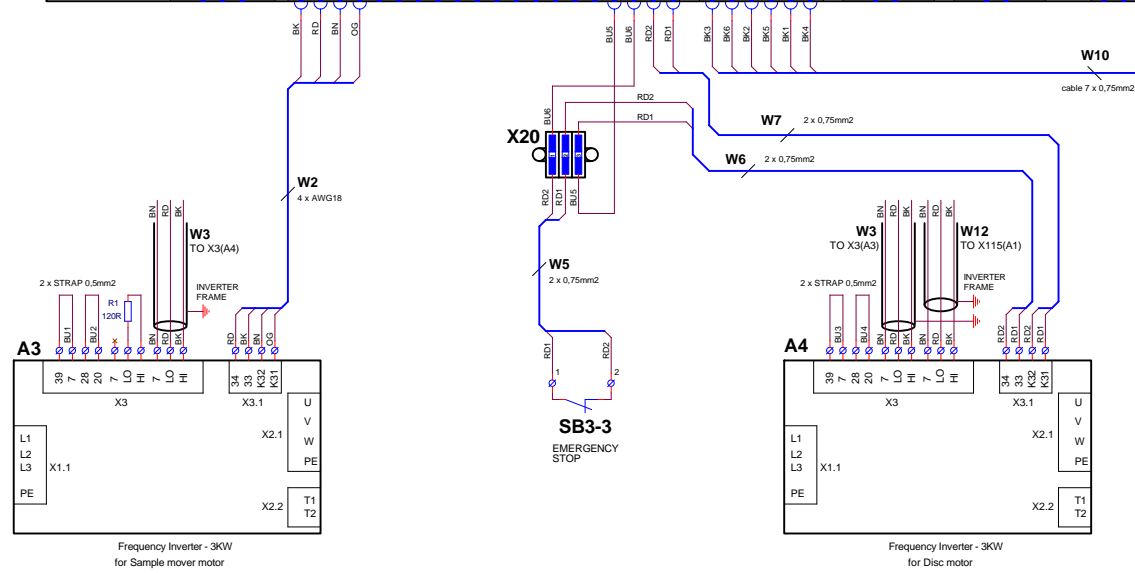 BK RD BN OG BU5 BU6 RD2 RD1 BK3 BK6 BK2 BK5 BK1 BK4
W10
cable 7 x 0,75mm2
RD2
BU6
RD1
W7 2 x 0,75mm2
X20
W6 2 x 0,75mm2
W2
4 x AWG18
RD2 RD1 BU5
BN RD BK
W3
TO X3(A4)
BN RD BK BN RD BK
W3
TO X3(A3)
W12
TO X115(A1)
W5
2 x 0,75mm2
2 x STRAP 0,5mm2
INVERTER
FRAME
R1
120R
2 x STRAP 0,5mm2
INVERTER
FRAME
BU1 BU2 BN RD BK RD BK BN OG
RD1 RD2
BU3 BU4 BN RD BK BN RD BK RD2 RD1 RD2 RD1
A3
39 7 28 20 7 LO HI 7 LO HI 34 33 K32 K31
X3 X3.1
U
V
W
PE
X2.1
L1
L2
L3
PE
X1.1
X2.2
T1
T2
Frequency Inverter - 3KW
for Sample mover motor
1 2
SB3-3
EMERGENCY
STOP
A4
39 7 28 20 7 LO HI 7 LO HI 34 33 K32 K31
X3 X3.1
U
V
W
PE
X2.1
L1
L2
L3
PE
X1.1
X2.2
T1
T2
Frequency Inverter - 3KW
for Disc motor